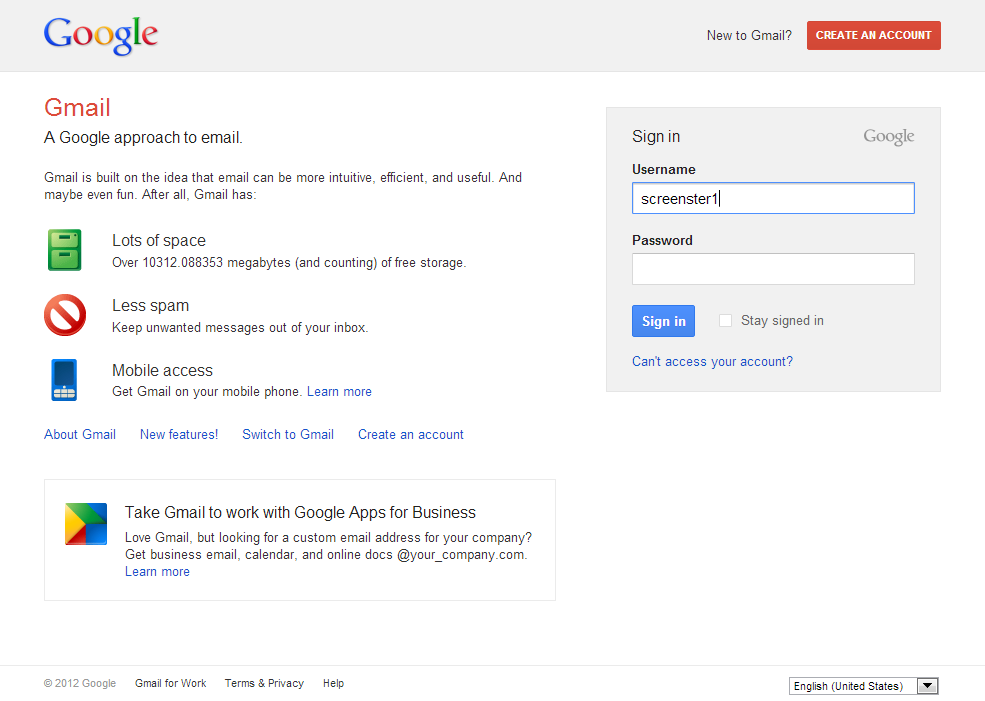 Google
New to Gmail?
CREATE AN ACCOUNT
Gmail
A Google approach to email.
Gmail is built on the idea that email can be more intuitive, efficient, and useful. And
maybe even fun. After all, Gmail has:
Lots of space
Over 10312.088353 megabytes (and counting) of free storage.
Less spam
Keep unwanted messages out of your inbox.
Mobile access
Get Gmail on your mobile phone. Learn more
About Gmail New features! Switch to Gmail Create an account
Take Gmail to work with Google Apps for Business
Love Gmail, but looking for a custom email address for your company?
Get business email, calendar, and online docs @your_company.com.
Learn more
Sign in Google
Username
screenster1
Password
Sign in Stay signed in
Can't access your account?
© 2012 Google Gmail for Work Terms & Privacy Help
English (United States)